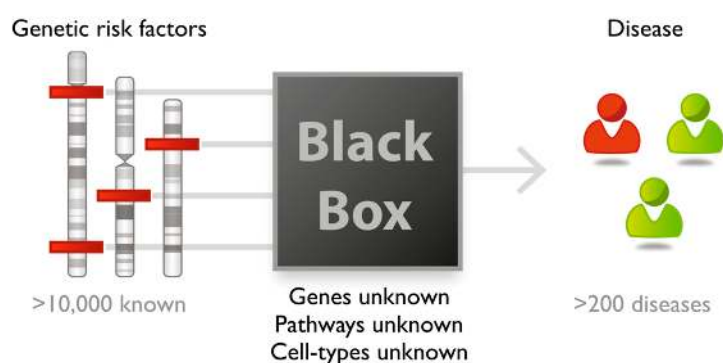 Genetic risk factors
Disease
Black
Box
>10,000 known
Genes unknown
Pathways unknown
Cell-types unknown
>200 diseases